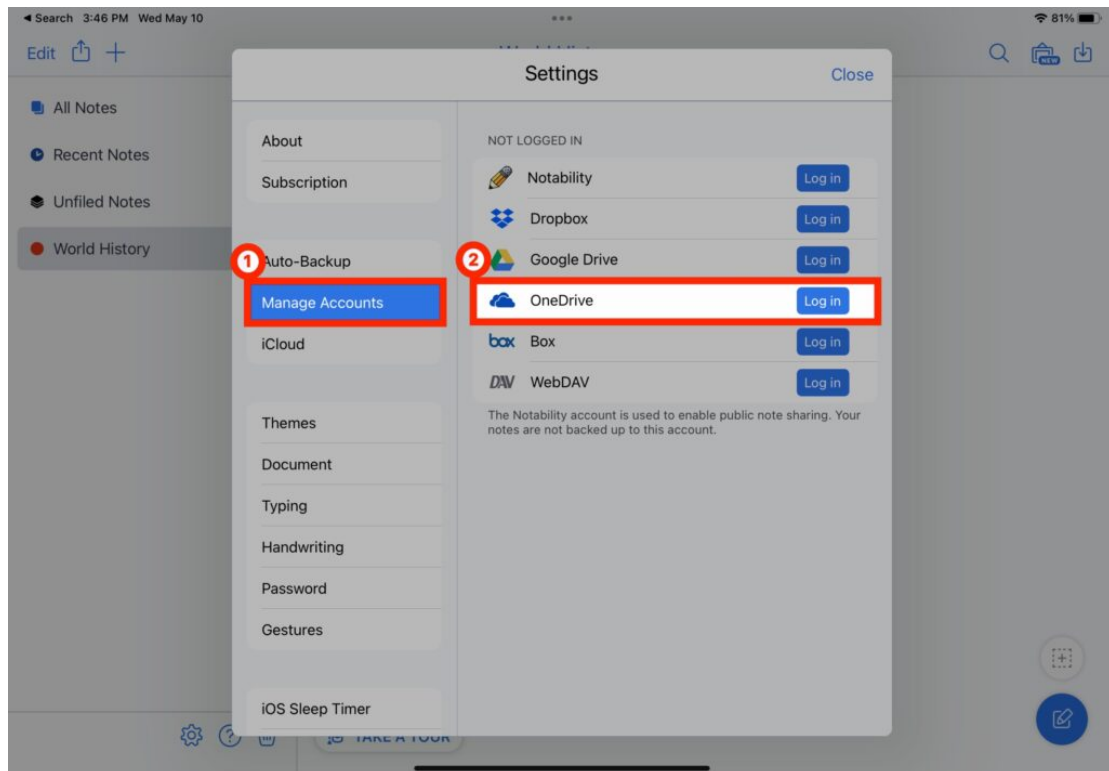 Search 3:46 PM Wed May 10
81%
Edit
Settings
Close
All Notes
Recent Notes
Unfiled Notes
World History
About
Subscription
1
Auto-Backup
Manage Accounts
iCloud
Themes
Document
Typing
Handwriting
Password
Gestures
iOS Sleep Timer
NOT LOGGED IN
Notability Log in
Dropbox Log in
2
Google Drive Log in
OneDrive Log in
box Box Log in
DAV WebDAV Log in
The Notability account is used to enable public note sharing. Your
notes are not backed up to this account.
NEW
?
TAKE A TOUR